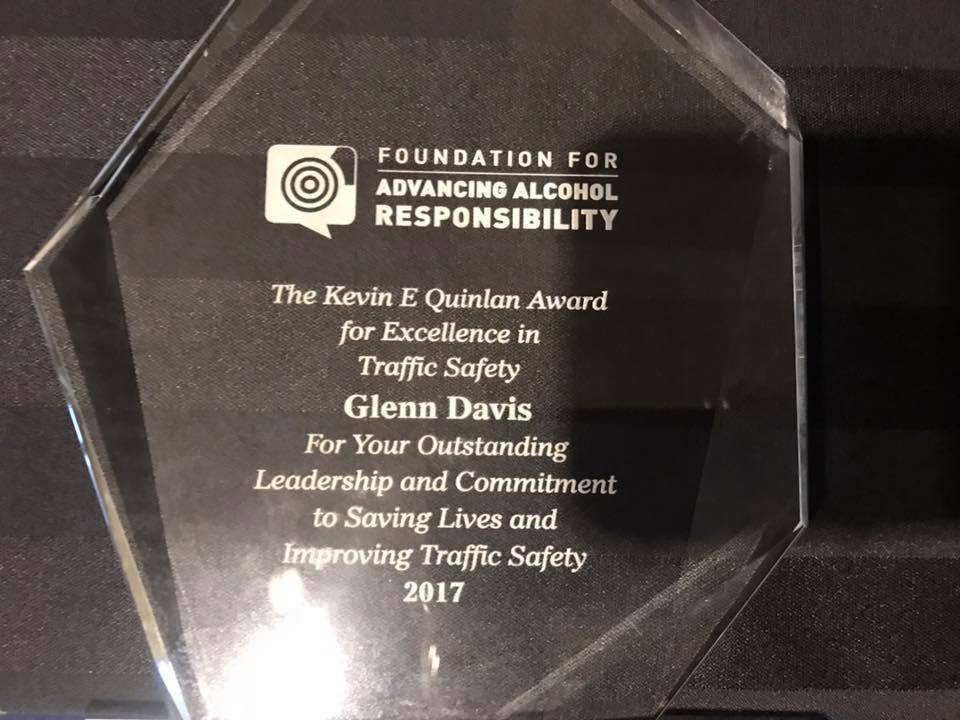 FOUNDATION FOR
ADVANCING ALCOHOL
RESPONSIBILITY
The Kevin E Quinlan Award
for Excellence in
Traffic Safety
Glenn Davis
For Your Outstanding
Leadership and Commitment
to Saving Lives and
Improving Traffic Safety
2017